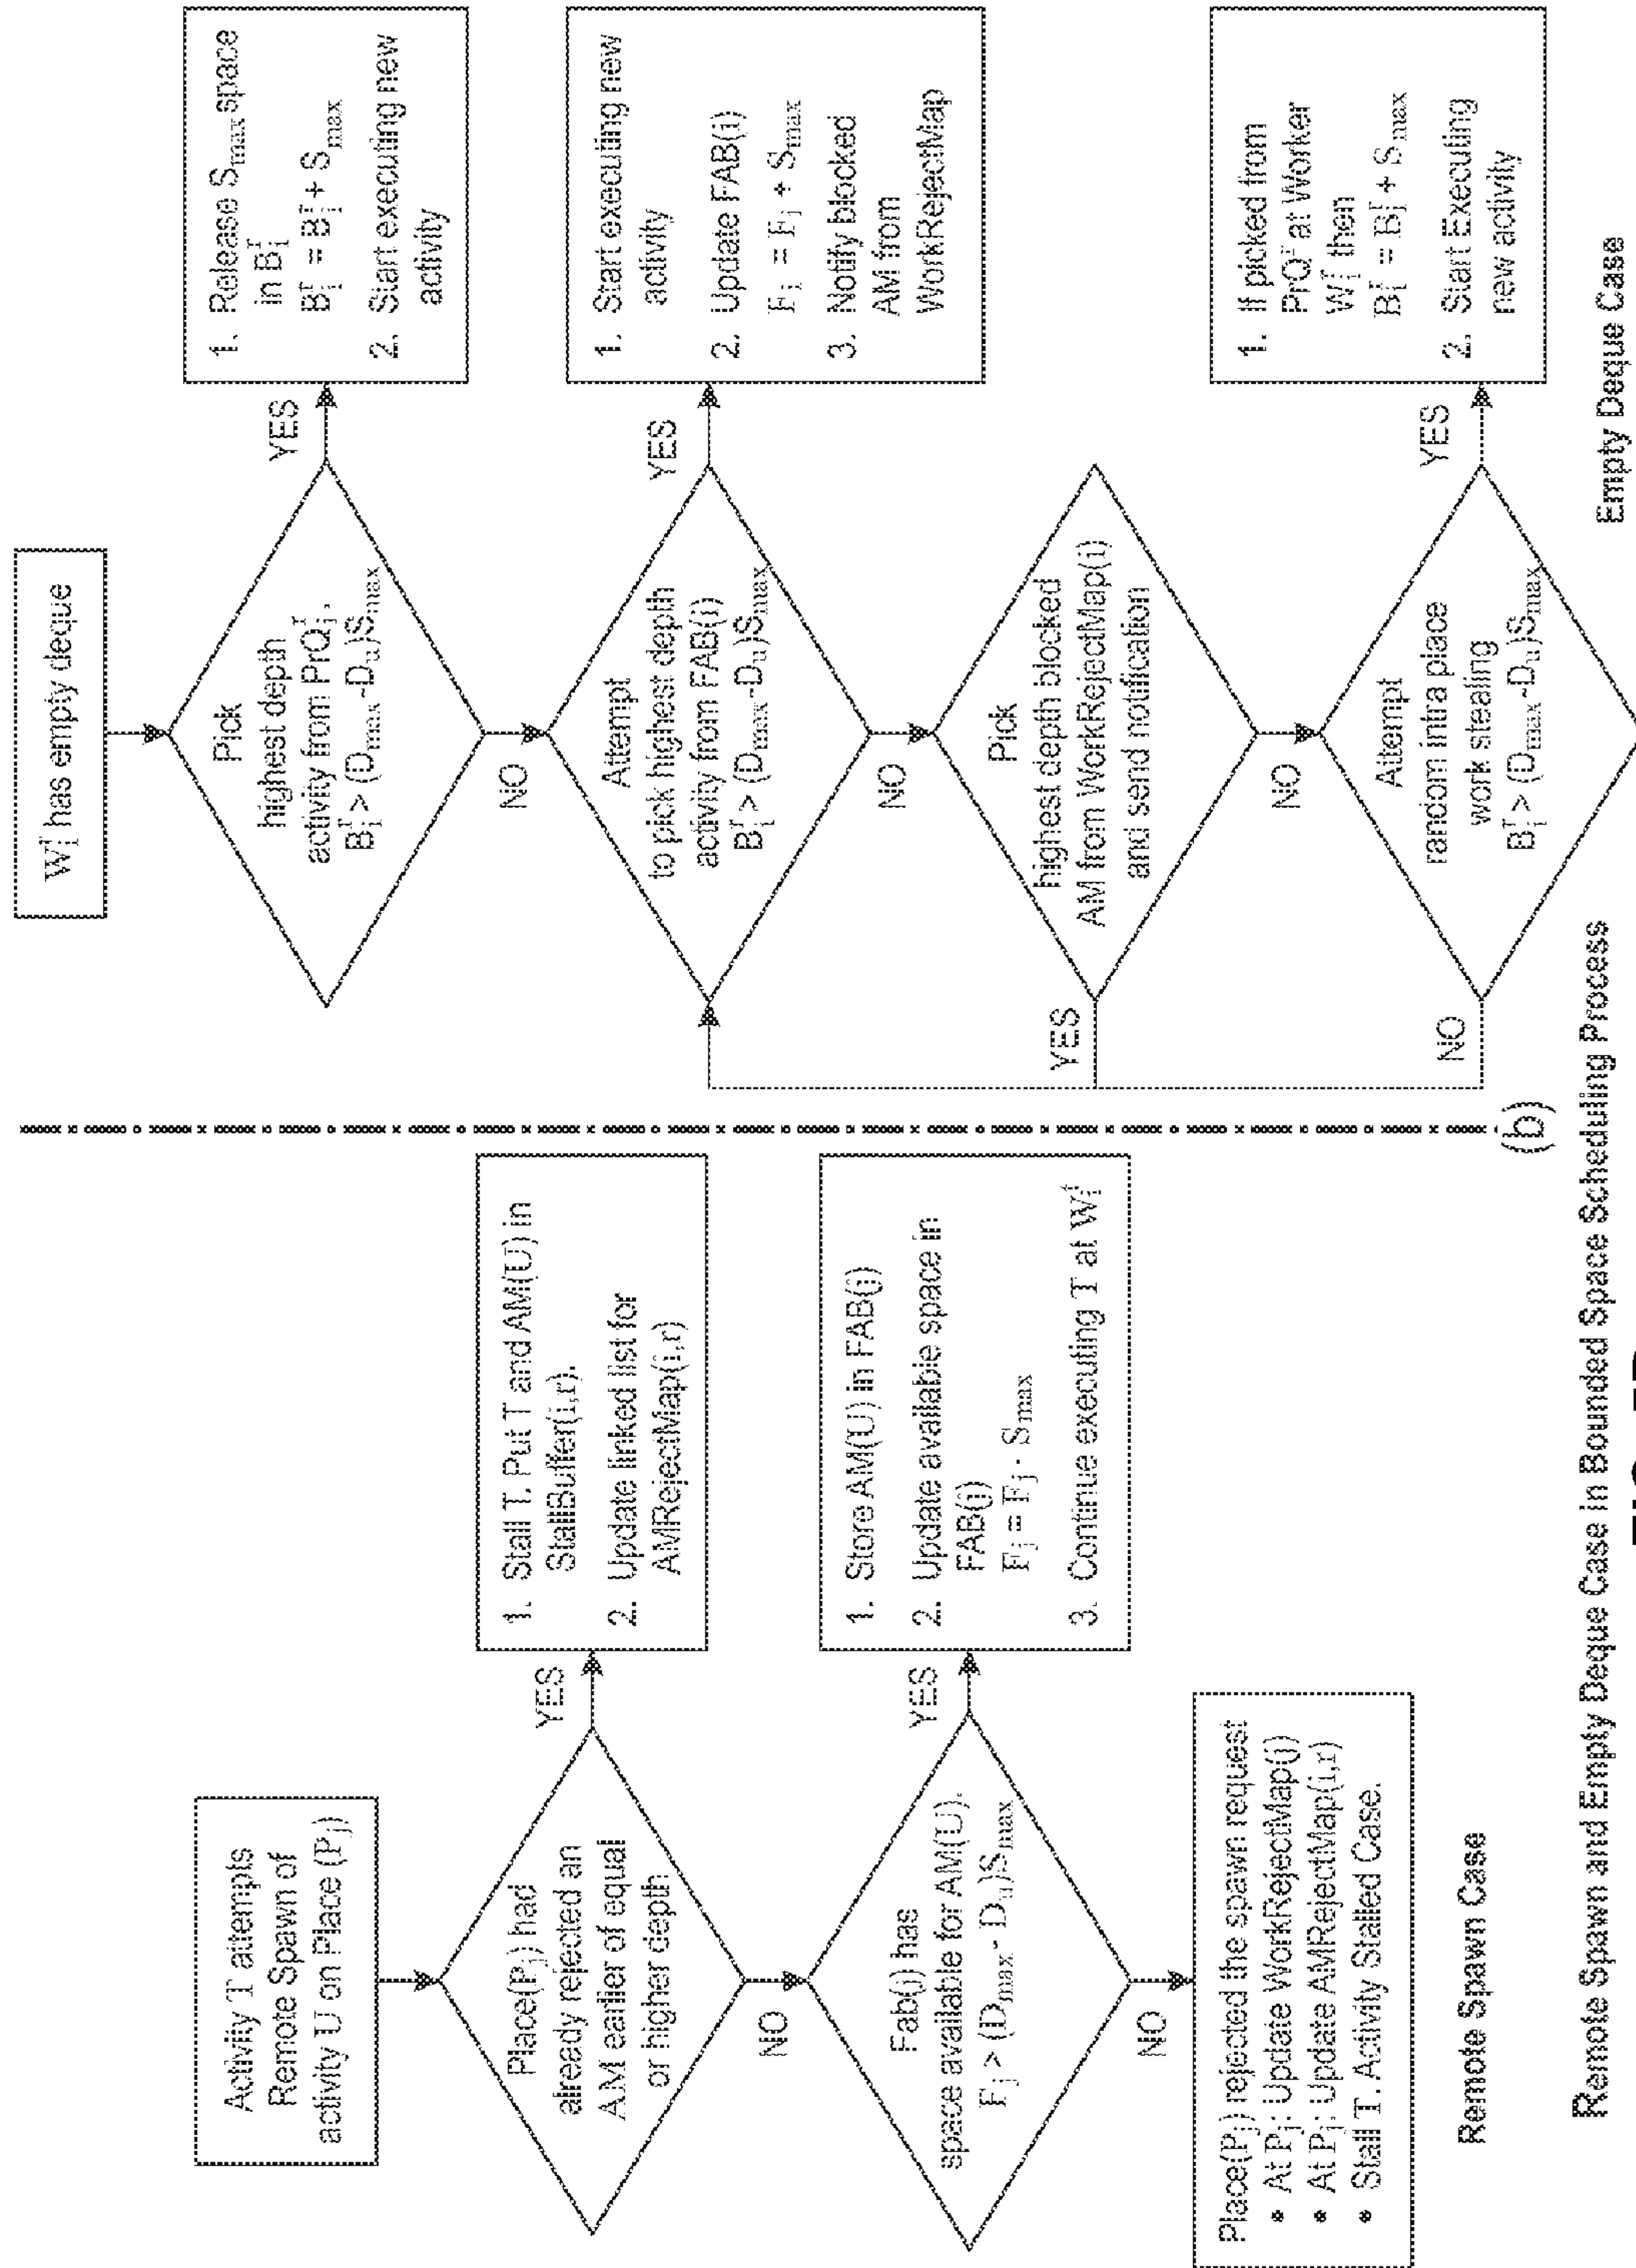 Activity T attempts
Remote Spawn of
activity U on Place (Pj)
Place(Pj) had
already rejected an
AM earlier of equal
or higher depth
YES
1. Stall T. Put T and AM(U) in
StallBuffer(i,r).
2. Update linked list for
AMRejectMap(i,r)
NO
Fab(j) has
space available for AM(U).
Fj > (Dmax - Du)Smax
YES
1. Store AM(U) in FAB(j)
2. Update available space in
FAB(j)
Fj = Fj - Smax
3. Continue executing T at Wir
NO
Place(Pj) rejected the spawn request
• At Pj: Update WorkRejectMap(j)
• At Pj: Update AMRejectMap(i,r)
• Stall T. Activity Stalled Case.
Remote Spawn Case
(b)
Wir has empty deque
Pick
highest depth
activity from PrQir,
Bir > (Dmax-Du)Smax
YES
1. Release Smax space
in Bir
Bir = Bir + Smax
2. Start executing new
activity
NO
Attempt
to pick highest depth
activity from FAB(i)
Bir > (Dmax-Du)Smax
YES
1. Start executing new
activity
2. Update FAB(i)
Fj = Fj + Smax
3. Notify blocked
AM from
WorkRejectMap
NO
Pick
highest depth blocked
AM from WorkRejectMap(i)
and send notification
YES
NO
Attempt
random intra place
work stealing
Bir > (Dmax-Du)Smax
YES
1. If picked from
PrQr at Worker
Wir then
Bir = Bir + Smax
2. Start Executing
new activity
NO
Empty Deque Case
Remote Spawn and Empty Deque Case in Bounded Space Scheduling Process